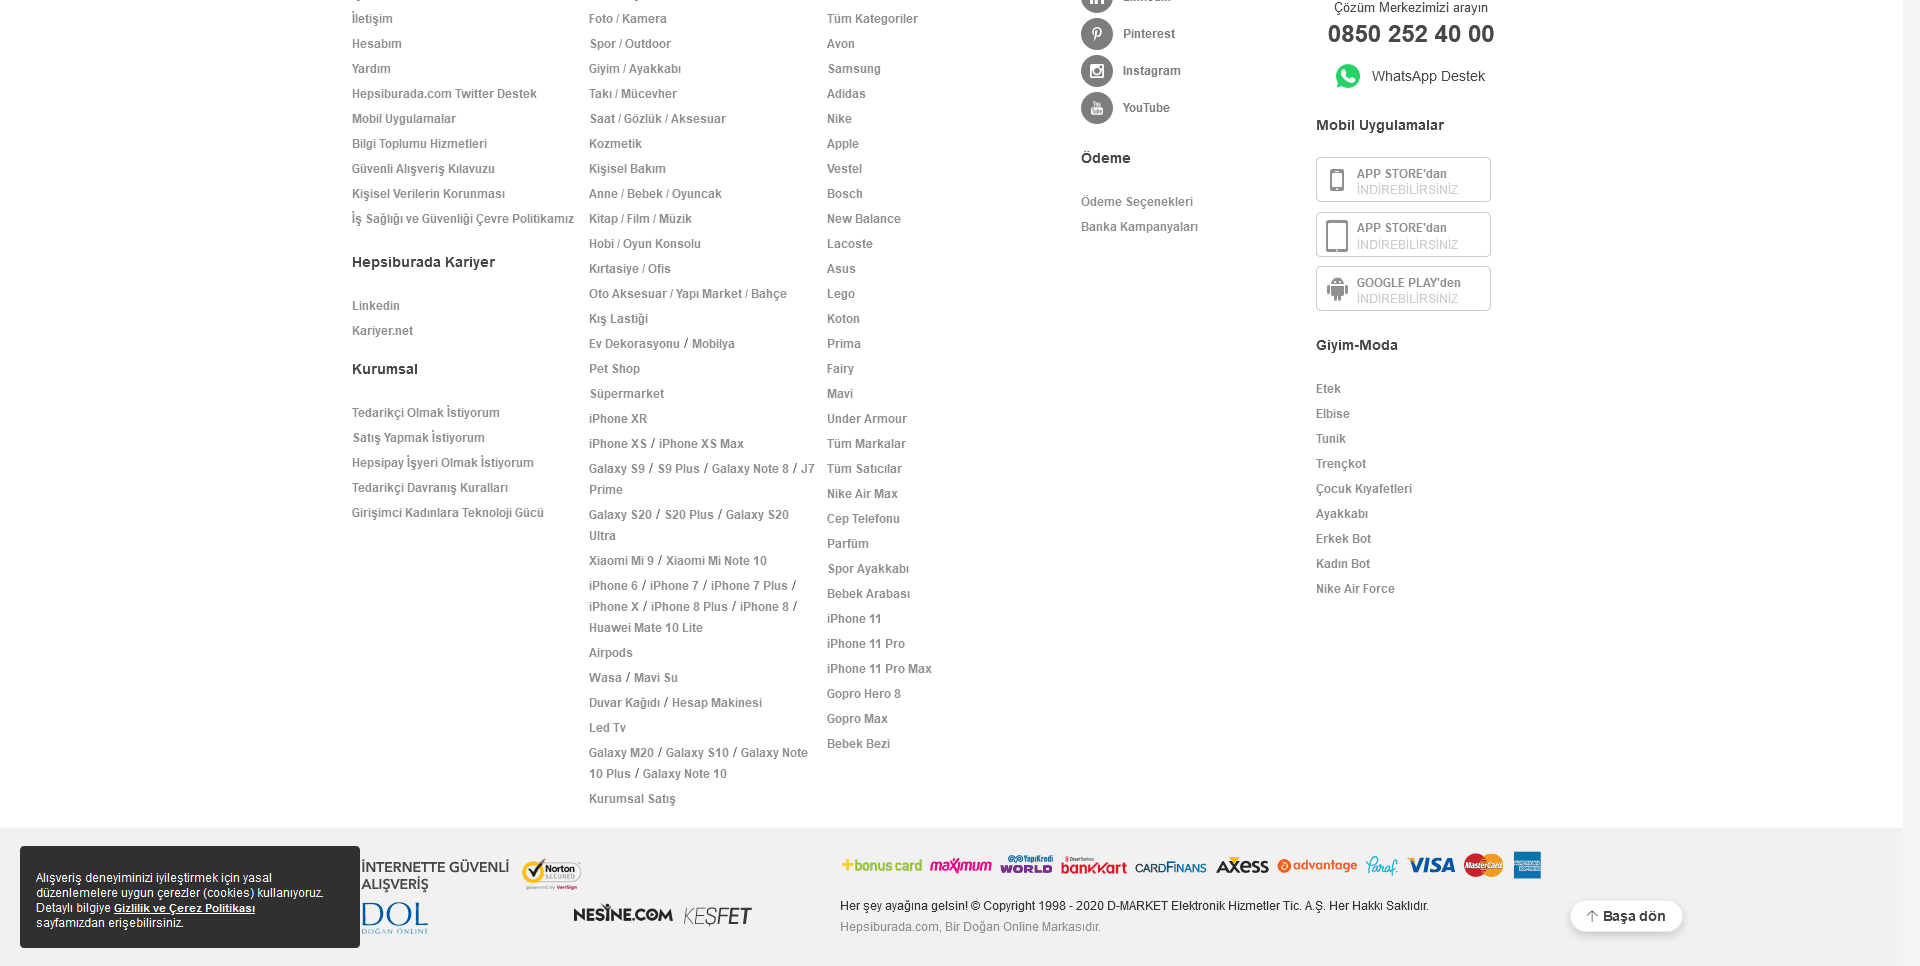 İletişim
Hesabım
Yardım
Hepsiburada.com Twitter Destek
Mobil Uygulamalar
Bilgi Toplumu Hizmetleri
Güvenli Alışveriş Kılavuzu
Kişisel Verilerin Korunması
İş Sağlığı ve Güvenliği Çevre Politikamız
Hepsiburada Kariyer
Linkedin
Kariyer.net
Kurumsal
Tedarikçi Olmak İstiyorum
Satış Yapmak İstiyorum
Hepsipay İşyeri Olmak İstiyorum
Tedarikçi Davranış Kuralları
Girişimci Kadınlara Teknoloji Gücü
Foto / Kamera
Spor / Outdoor
Giyim / Ayakkabı
Takı / Mücevher
Saat / Gözlük / Aksesuar
Kozmetik
Kişisel Bakım
Anne / Bebek / Oyuncak
Kitap / Film / Müzik
Hobi / Oyun Konsolu
Kırtasiye / Ofis
Oto Aksesuar / Yapı Market / Bahçe
Kış Lastiği
Ev Dekorasyonu / Mobilya
Pet Shop
Süpermarket
iPhone XR
iPhone XS / iPhone XS Max
Galaxy S9 / S9 Plus / Galaxy Note 8 / J7
Prime
Galaxy S20 / S20 Plus / Galaxy S20
Ultra
Xiaomi Mi 9 / Xiaomi Mi Note 10
iPhone 6 / iPhone 7 / iPhone 7 Plus /
iPhone X / iPhone 8 Plus / iPhone 8 /
Huawei Mate 10 Lite
Airpods
Wasa / Mavi Su
Duvar Kağıdı / Hesap Makinesi
Led Tv
Galaxy M20 / Galaxy S10 / Galaxy Note
10 Plus / Galaxy Note 10
Kurumsal Satış
Tüm Kategoriler
Avon
Samsung
Adidas
Nike
Apple
Vestel
Bosch
New Balance
Lacoste
Asus
Lego
Koton
Prima
Fairy
Mavi
Under Armour
Tüm Markalar
Tüm Satıcılar
Nike Air Max
Cep Telefonu
Parfüm
Spor Ayakkabı
Bebek Arabası
iPhone 11
iPhone 11 Pro
iPhone 11 Pro Max
Gopro Hero 8
Gopro Max
Bebek Bezi
Pinterest
Instagram
YouTube
Ödeme
Ödeme Seçenekleri
Banka Kampanyaları
Çözüm Merkezimizi arayın
0850 252 40 00
WhatsApp Destek
Mobil Uygulamalar
APP STORE'dan
İNDİREBİLİRSİNİZ
APP STORE'dan
İNDİREBİLİRSİNİZ
GOOGLE PLAY'den
İNDİREBİLİRSİNİZ
Giyim-Moda
Etek
Elbise
Tunik
Trençkot
Çocuk Kıyafetleri
Ayakkabı
Erkek Bot
Kadın Bot
Nike Air Force
Alışveriş deneyiminizi iyileştirmek için yasal
düzenlemelere uygun çerezler (cookies) kullanıyoruz.
Detaylı bilgiye Gizlilik ve Çerez Politikası
sayfamızdan erişebilirsiniz.
İNTERNETTE GÜVENLİ
ALIŞVERİŞ
Norton
SECURED
powered by VeriSign
DOL
DOĞAN ONLINE
NESİNE.COM
KEŞFET
bonus card
maximum
YapıKredi
WORLD
Ziraat Bankası
bankkart
CARDFINANS
axess
advantage
Paraf
VISA
MasterCard
AMERICAN EXPRESS
Her şey ayağına gelsin! © Copyright 1998 - 2020 D-MARKET Elektronik Hizmetler Tic. A.Ş. Her Hakkı Saklıdır.
Hepsiburada.com, Bir Doğan Online Markasıdır.
Başa dön